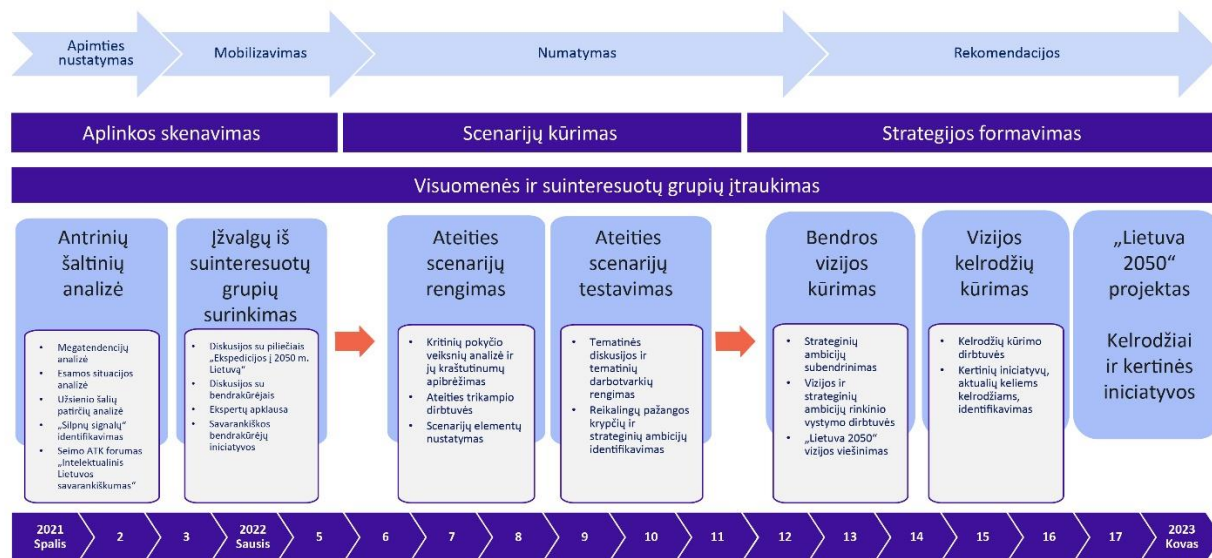 Apimties
nustatymas
Mobilizavimas
Numatymas
Rekomendacijos
Aplinkos skenavimas
Scenarijų kūrimas
Strategijos formavimas
Visuomenės ir suinteresuotų grupių įtraukimas
Antrinių
šaltinių
analizė
• Megatendencijų
analizė
• Esamos situacijos
analizė
• Užsienio šalių
patirčių analizė
• „Silpnų signalų"
identifikavimas
• Seimo ATK forumas
„Intelektualinis
Lietuvos
savarankiškumas"
Įžvalgų iš
suinteresuotų
grupių
surinkimas
• Diskusijos su piliečiais
„Ekspedicijos į 2050 m.
Lietuvą"
• Diskusijos su
bendrakūrėjais
• Ekspertų apklausa
• Savarankiškos
bendrakūrėjų
iniciatyvos
Ateities
scenarijų
rengimas
• Kritinių pokyčio
veiksnių analizė ir
jų kraštutinumų
apibrėžimas
• Ateities trikampio
dirbtuvės
• Scenarijų elementų
nustatymas
Ateities
scenarijų
testavimas
• Tematinės
diskusijos ir
tematinių
darbotvarkių
rengimas
• Reikalingų pažangos
krypčių ir
strateginių ambicijų
identifikavimas
Bendros
vizijos
kūrimas
• Strateginių
ambicijų
subendrinimas
• Vizijos ir
strateginių
ambicijų rinkinio
vystymo dirbtuvės
• „Lietuva 2050"
vizijos viešinimas
Vizijos
kelrodžių
kūrimas
• Kelrodžių kūrimo
dirbtuvės
• Kertinių iniciatyvų,
aktualių keliems
kelrodžiams,
identifikavimas
„Lietuva
2050"
projektas
Kelrodžiai
ir kertinės
iniciatyvos
2021
Spalis
2
3
2022
Sausis
5
6
7
8
9
10
11
12
13
14
15
16
17
2023
Kovas